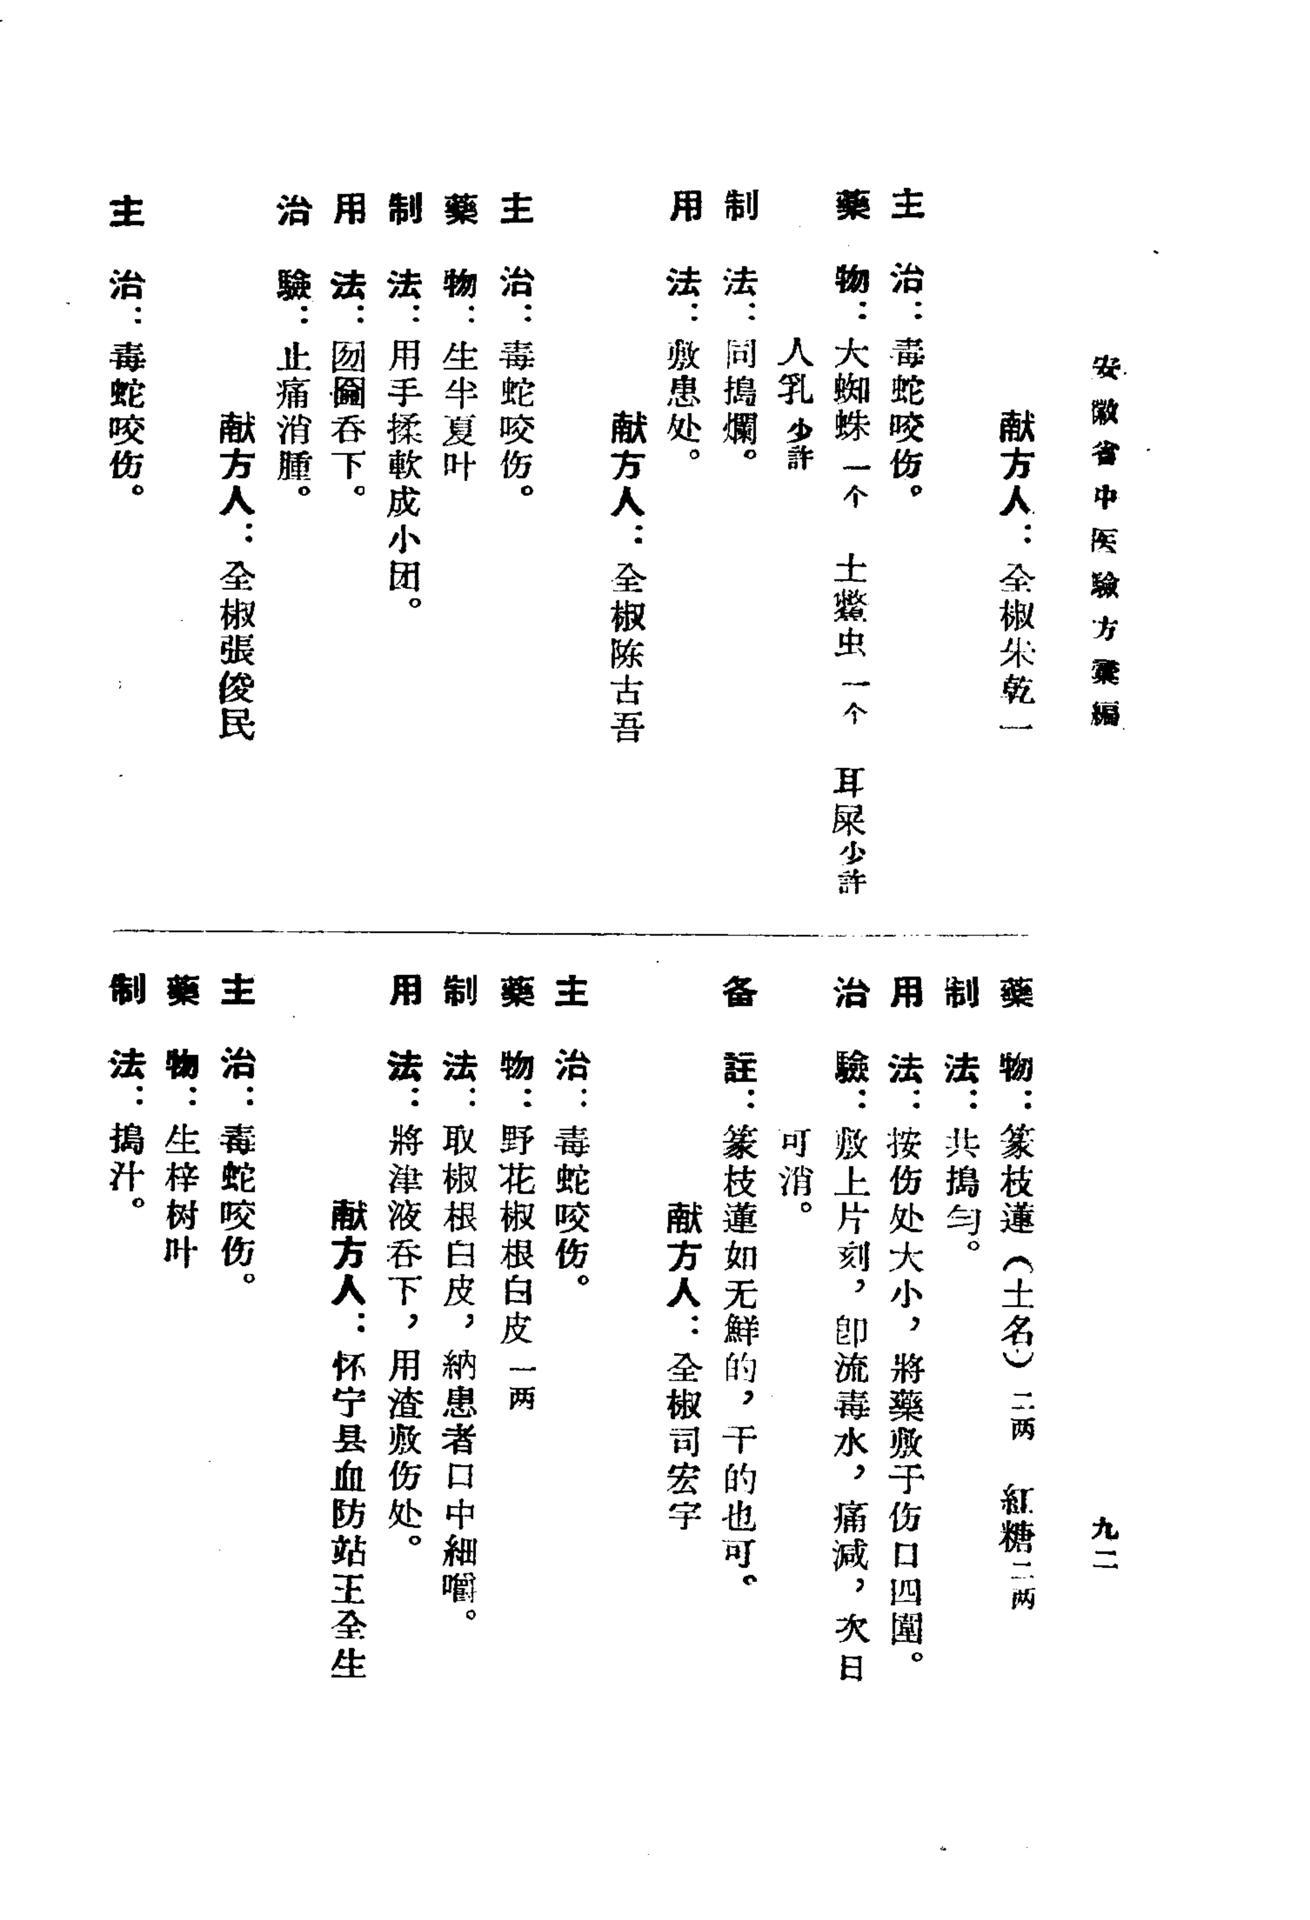 安徽省中医驗方彙編
九二
献方人：全椒朱乾一
主　治：毒蛇咬伤。
藥　物：大蜘蛛一个　土鱉虫一个　耳屎少許
人乳少許
制　法：同搗爛。
用　法：敷患处。
献方人：全椒陈古吾
主　治：毒蛇咬伤。
藥　物：生半夏叶
制　法：用手揉軟成小团。
用　法：囫圇吞下。
治　驗：止痛消腫。
献方人：全椒張俊民
主　治：毒蛇咬伤。
藥　物：篆枝蓮（土名）二两　紅糖二两
制　法：共搗匀。
用　法：按伤处大小，將藥敷于伤口四圍。
治　驗：敷上片刻，卽流毒水，痛减，次日
可消。
备　註：篆枝蓮如无鮮的，干的也可。
献方人：全椒司宏宇
主　治：毒蛇咬伤。
藥　物：野花椒根白皮一两
制　法：取椒根白皮，納患者口中細嚼。
用　法：將津液吞下，用渣敷伤处。
献方人：怀宁县血防站王全生
主　治：毒蛇咬伤。
藥　物：生梓树叶
制　法：搗汁。